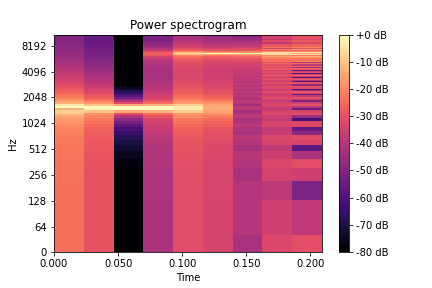 Power spectrogram
8192
4096
2048
1024
512
256
128
64
0
Hz
0.000 0.050 0.100 0.150 0.200
Time
+0 dB
-10 dB
-20 dB
-30 dB
-40 dB
-50 dB
-60 dB
-70 dB
-80 dB